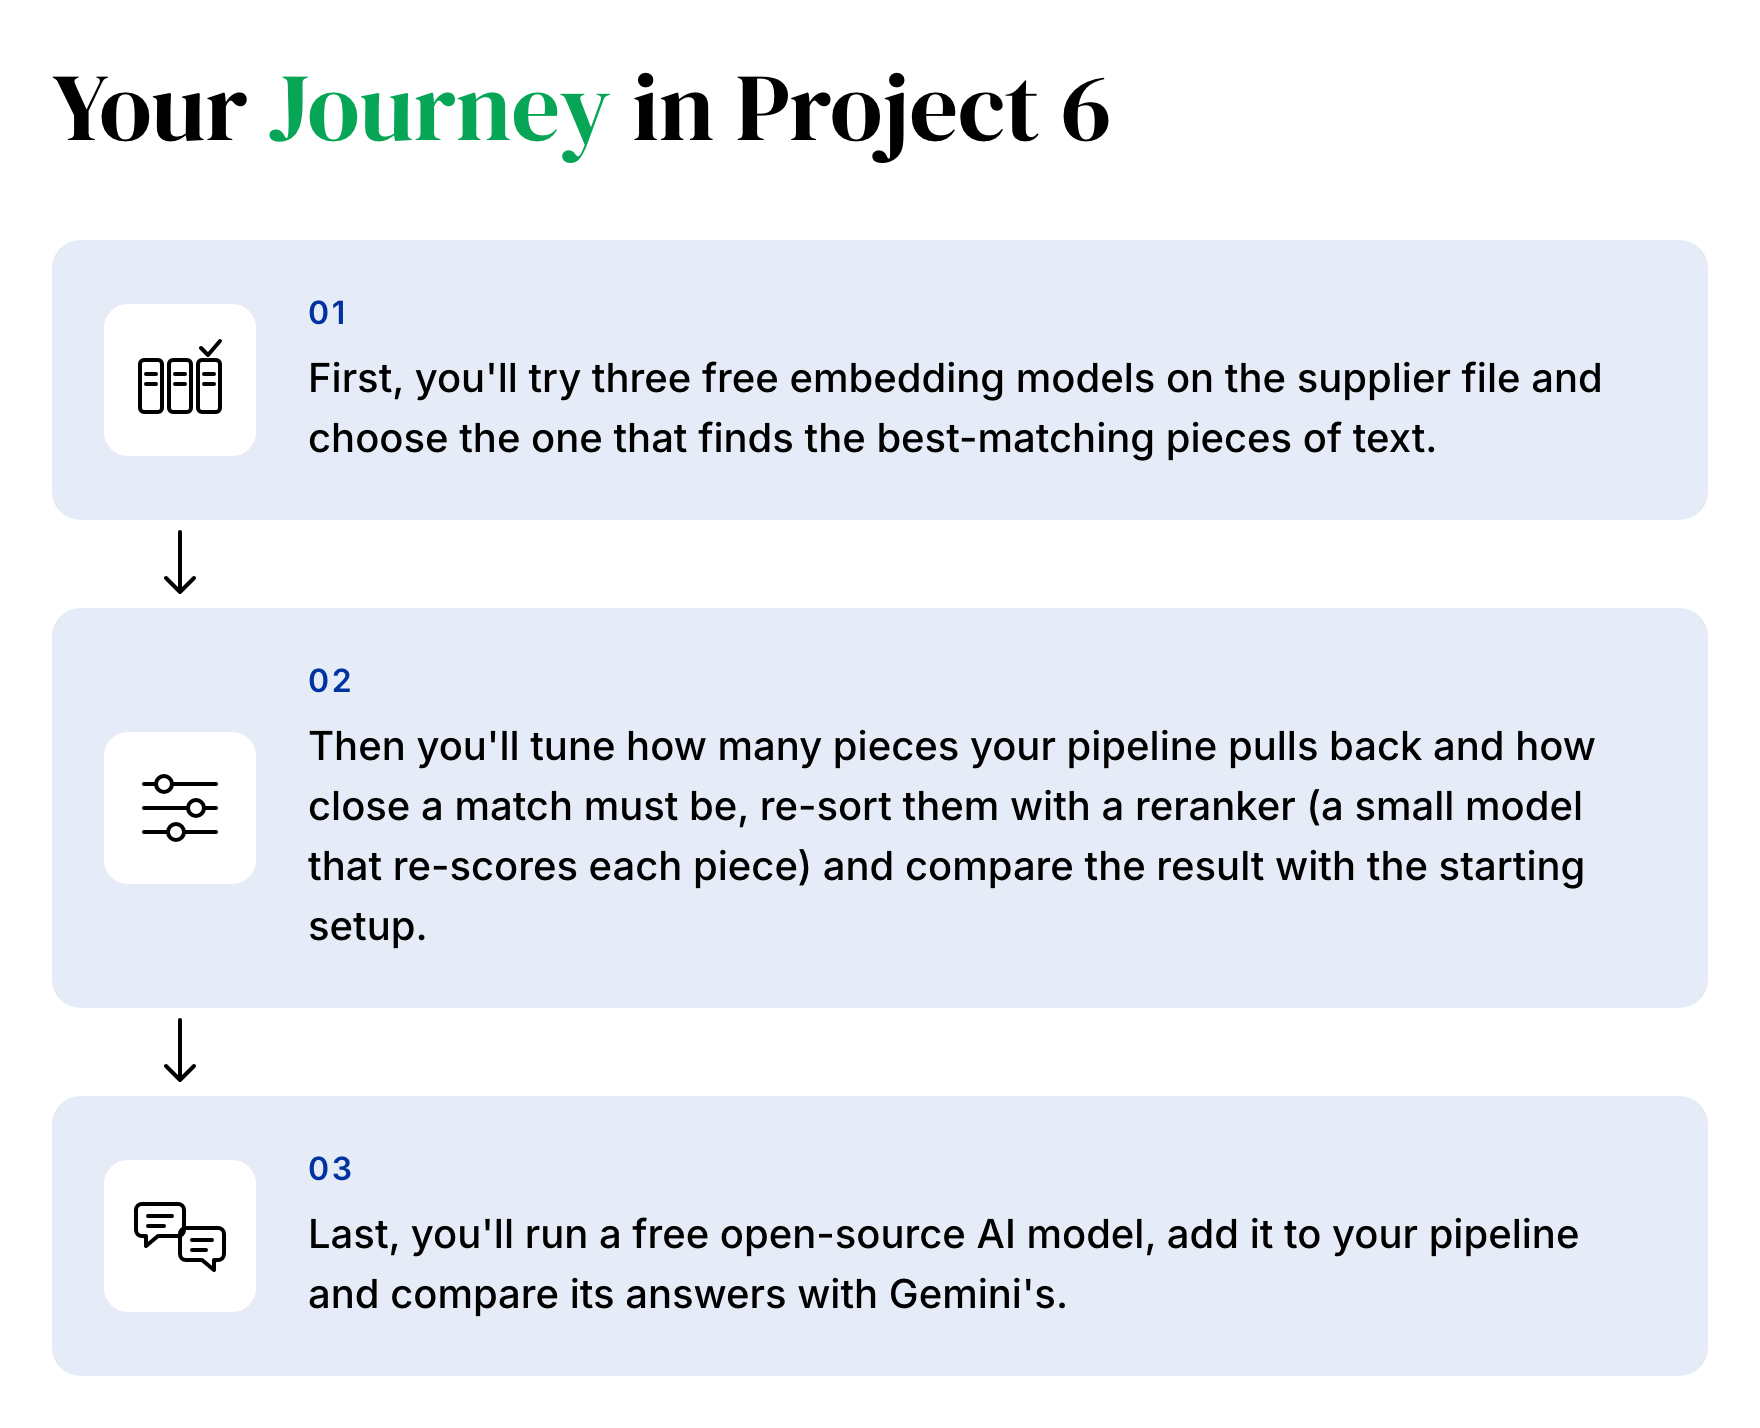 Your Journey in Project 6
01
First, you'll try three free embedding models on the supplier file and
choose the one that finds the best-matching pieces of text.
02
Then you'll tune how many pieces your pipeline pulls back and how
close a match must be, re-sort them with a reranker (a small model
that re-scores each piece) and compare the result with the starting
setup.
03
Last, you'll run a free open-source AI model, add it to your pipeline
and compare its answers with Gemini's.